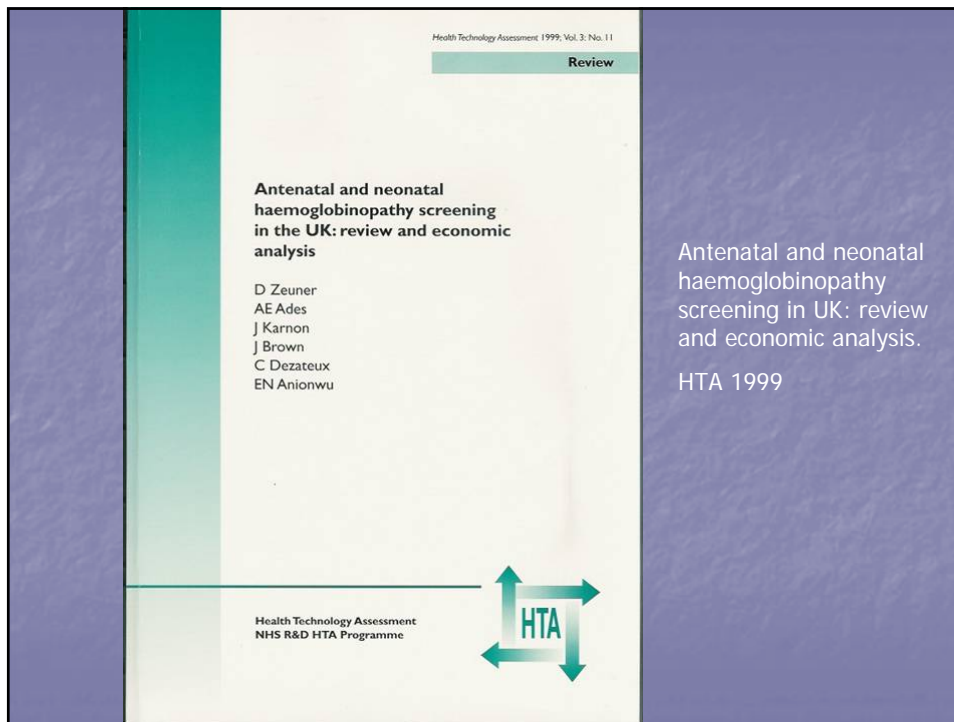 Health Technology Assessment 1999; Vol. 3: No. 11
Review
Antenatal and neonatal
haemoglobinopathy screening
in the UK: review and economic
analysis
D Zeuner
AE Ades
J Karnon
J Brown
C Dezateux
EN Anionwu
Health Technology Assessment
NHS R&D HTA Programme
HTA
Antenatal and neonatal
haemoglobinopathy
screening in UK: review
and economic analysis.
HTA 1999